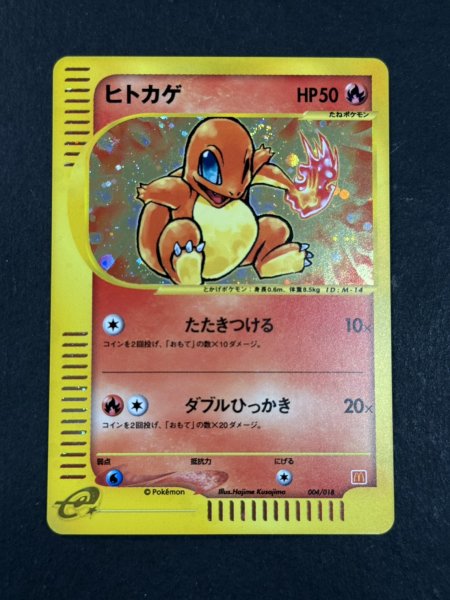 ヒトカゲ HP50
たねポケモン
とかげポケモン：身長0.6m、体重8.5kg ID：M-14
たたきつける 10×
コインを2回投げ、「おもて」の数×10ダメージ。
ダブルひっかき 20×
コインを2回投げ、「おもて」の数×20ダメージ。
弱点 抵抗力 にげる
© Pokémon Illus.Hajime Kusajima 004/018
e